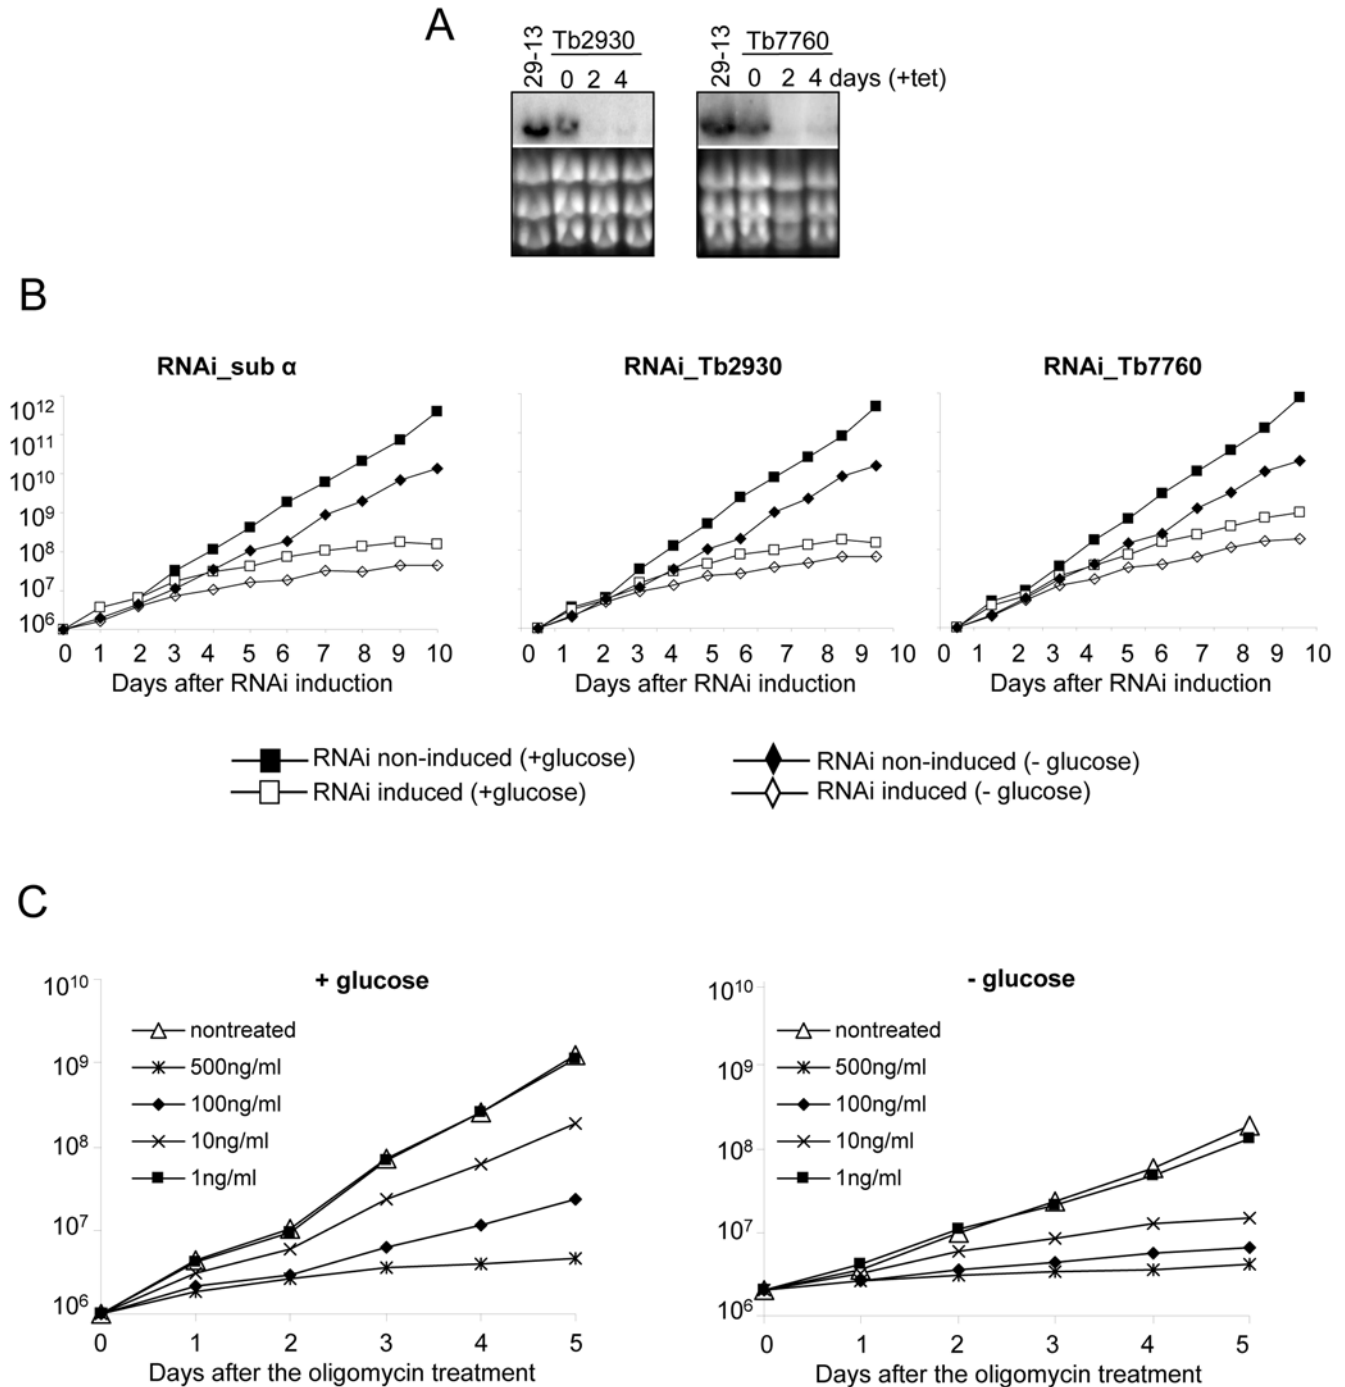 A
29-13
Tb2930
0 2 4
29-13
Tb7760
0 2 4 days (+tet)
B
RNAi_sub α
RNAi_Tb2930
RNAi_Tb7760
10¹²
10¹¹
10¹⁰
10⁹
10⁸
10⁷
10⁶
0 1 2 3 4 5 6 7 8 9 10
0 1 2 3 4 5 6 7 8 9 10
0 1 2 3 4 5 6 7 8 9 10
Days after RNAi induction
Days after RNAi induction
Days after RNAi induction
RNAi non-induced (+glucose)
RNAi induced (+glucose)
RNAi non-induced (- glucose)
RNAi induced (- glucose)
C
+ glucose
10¹⁰
10⁹
10⁸
10⁷
10⁶
nontreated
500ng/ml
100ng/ml
10ng/ml
1ng/ml
0 1 2 3 4 5
Days after the oligomycin treatment
- glucose
10¹⁰
10⁹
10⁸
10⁷
10⁶
nontreated
500ng/ml
100ng/ml
10ng/ml
1ng/ml
0 1 2 3 4 5
Days after the oligomycin treatment